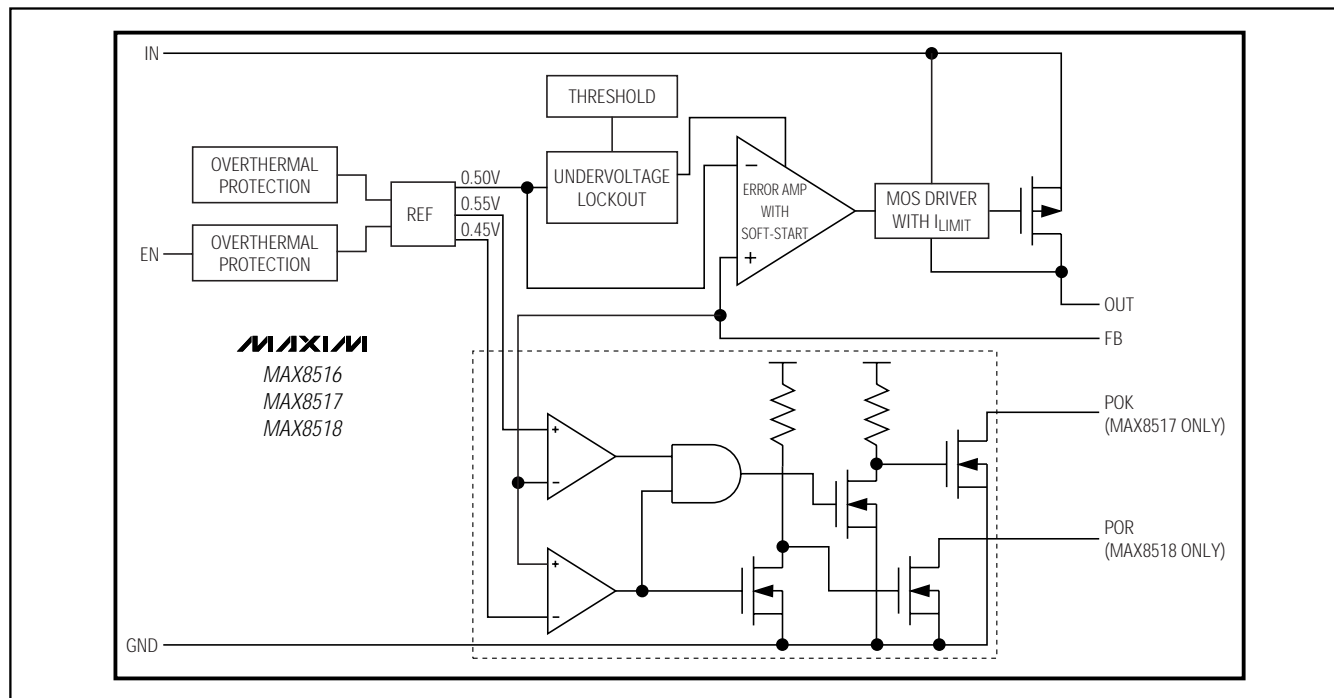 IN
THRESHOLD
OVERTHERMAL
PROTECTION
UNDERVOLTAGE
LOCKOUT
0.50V
0.55V
0.45V
REF
EN
OVERTHERMAL
PROTECTION
−
ERROR AMP
WITH
SOFT-START
+
MOS DRIVER
WITH ILIMIT
OUT
FB
MAXIM
MAX8516
MAX8517
MAX8518
+
−
+
−
POK
(MAX8517 ONLY)
POR
(MAX8518 ONLY)
GND